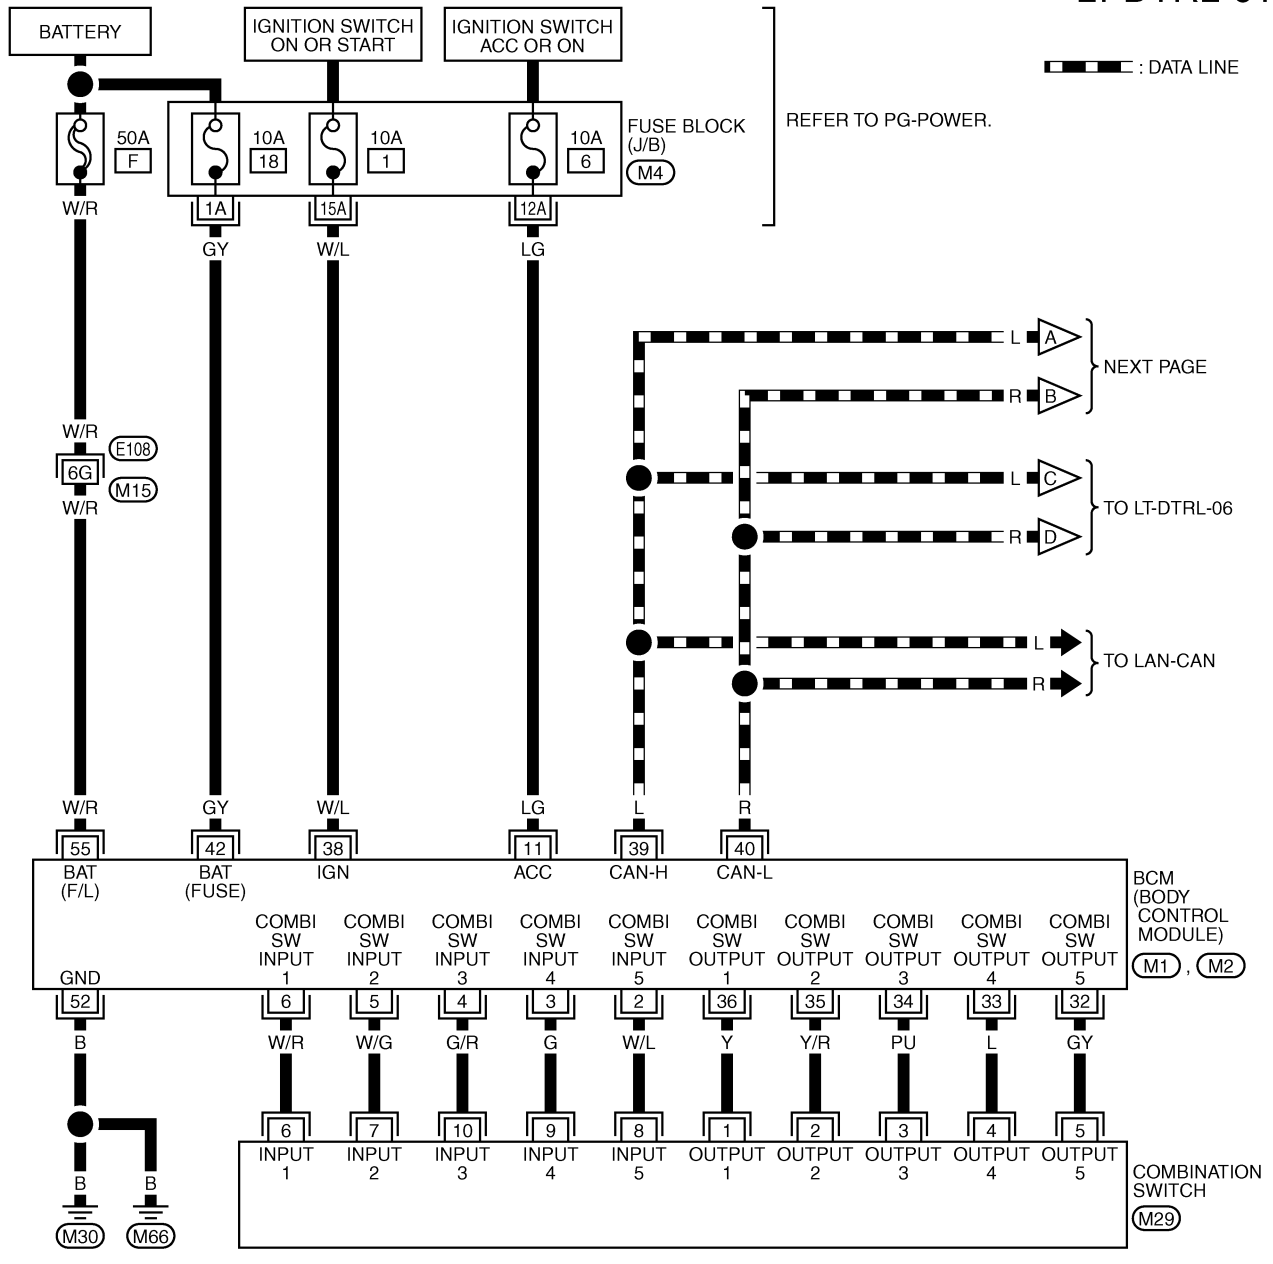 BATTERY
IGNITION SWITCH
ON OR START
IGNITION SWITCH
ACC OR ON
: DATA LINE
50A
F
10A
18
10A
1
10A
6
FUSE BLOCK
(J/B)
M4
REFER TO PG-POWER.
W/R
1A
15A
12A
GY
W/L
LG
L
A
R
B
NEXT PAGE
W/R
E108
6G
M15
W/R
L
C
R
D
TO LT-DTRL-06
L
R
TO LAN-CAN
W/R
GY
W/L
LG
L
R
55
42
38
11
39
40
BAT
(F/L)
BAT
(FUSE)
IGN
ACC
CAN-H
CAN-L
BCM
(BODY
CONTROL
MODULE)
M1 , M2
COMBI
SW
INPUT
1
COMBI
SW
INPUT
2
COMBI
SW
INPUT
3
COMBI
SW
INPUT
4
COMBI
SW
INPUT
5
COMBI
SW
OUTPUT
1
COMBI
SW
OUTPUT
2
COMBI
SW
OUTPUT
3
COMBI
SW
OUTPUT
4
COMBI
SW
OUTPUT
5
GND
52
6
5
4
3
2
36
35
34
33
32
B
W/R
W/G
G/R
G
W/L
Y
Y/R
PU
L
GY
6
7
10
9
8
1
2
3
4
5
INPUT
1
INPUT
2
INPUT
3
INPUT
4
INPUT
5
OUTPUT
1
OUTPUT
2
OUTPUT
3
OUTPUT
4
OUTPUT
5
COMBINATION
SWITCH
M29
B
B
M30
M66